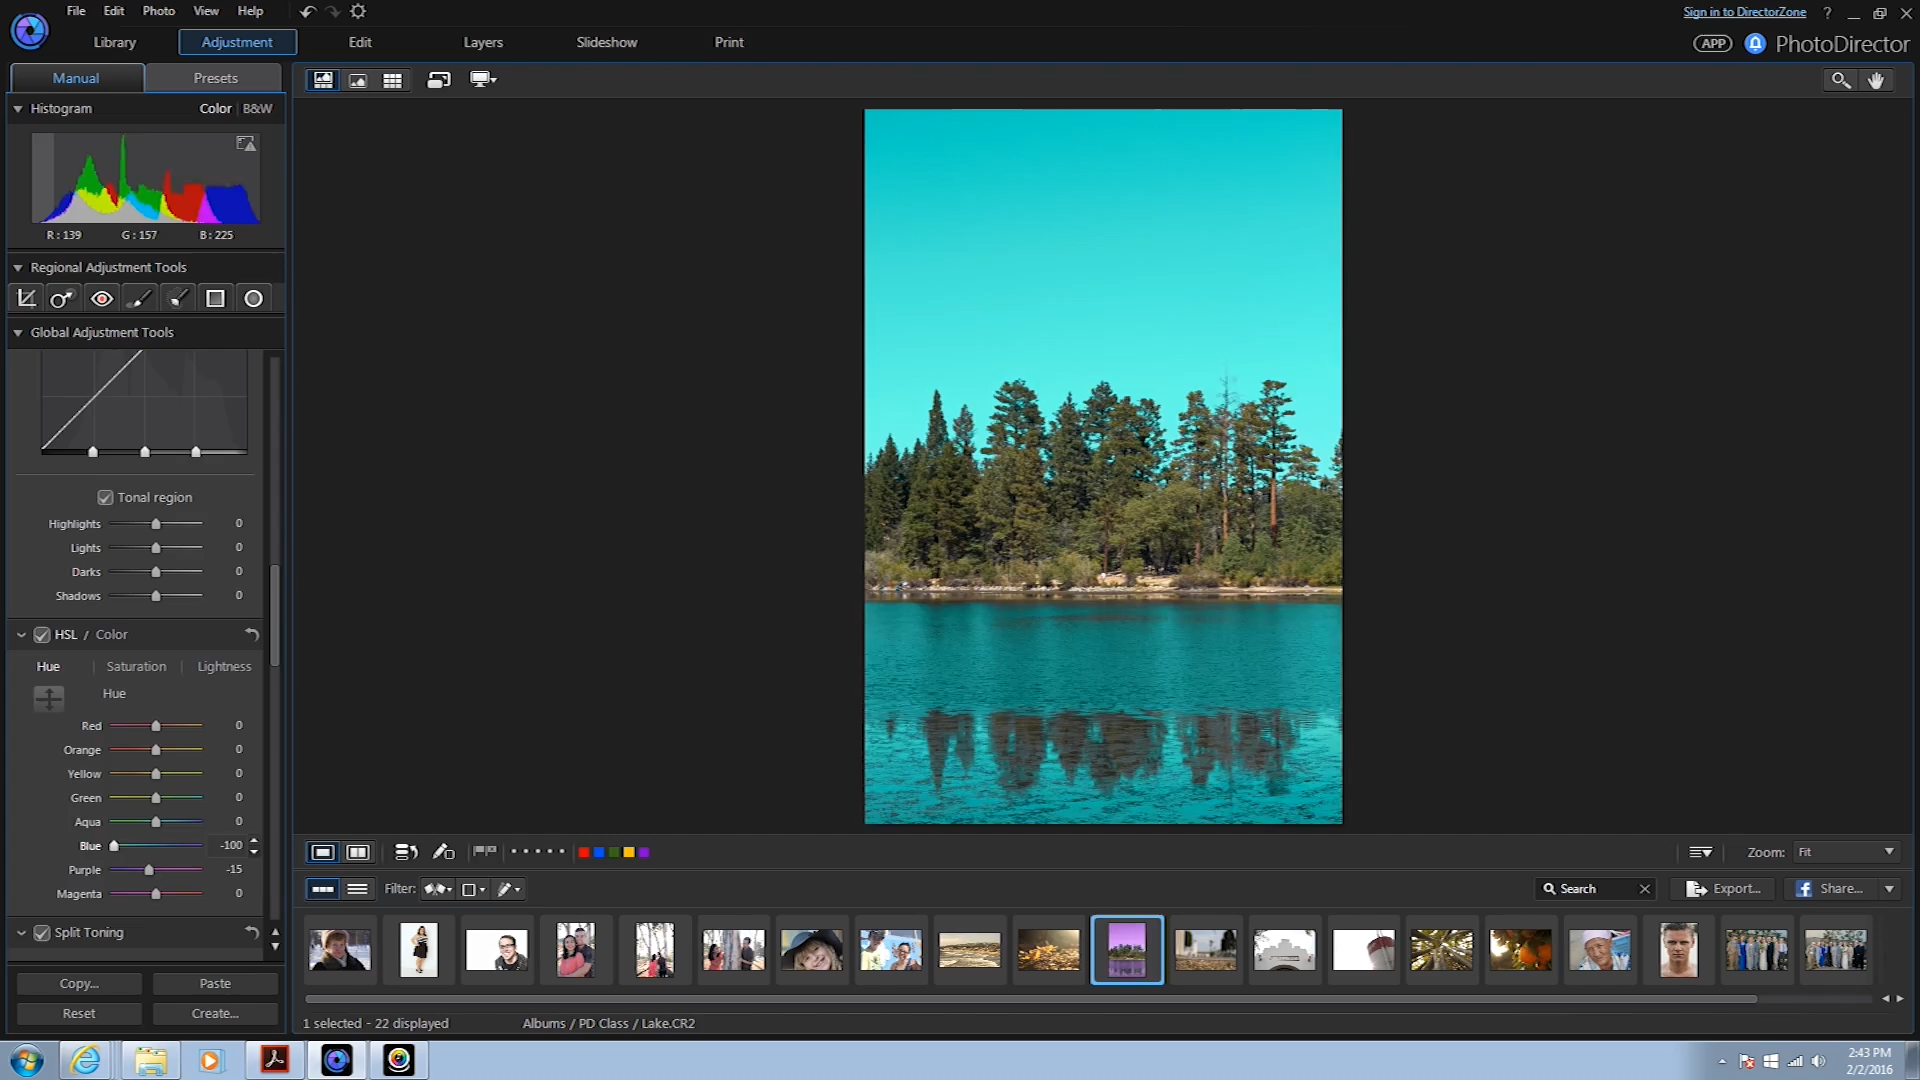 File Edit Photo View Help
Sign in to DirectorZone ?
Library Adjustment Edit Layers Slideshow Print
APP PhotoDirector
Manual Presets
Histogram Color B&W
R : 139 G : 157 B : 225
Regional Adjustment Tools
Global Adjustment Tools
Tonal region
Highlights 0
Lights 0
Darks 0
Shadows 0
HSL / Color
Hue Saturation Lightness
Hue
Red 0
Orange 0
Yellow 0
Green 0
Aqua 0
Blue -100
Purple -15
Magenta 0
Split Toning
Copy... Paste
Reset Create...
Zoom: Fit
Filter: Search Export... Share...
1 selected - 22 displayed Albums / PD Class / Lake.CR2
2:43 PM
2/2/2016